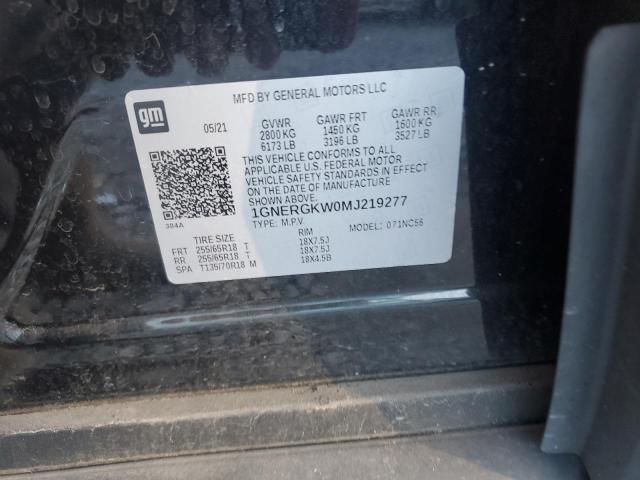 MFD BY GENERAL MOTORS LLC
gm
05/21 GVWR GAWR FRT GAWR RR
2800 KG 1450 KG 1600 KG
6173 LB 3196 LB 3527 LB
THIS VEHICLE CONFORMS TO ALL
APPLICABLE U.S. FEDERAL MOTOR
VEHICLE SAFETY STANDARDS IN EFFECT
ON THE DATE OF MANUFACTURE
SHOWN ABOVE.
1GNERGKW0MJ219277
TYPE: M.P.V. MODEL: 071NC56
384A
TIRE SIZE RIM
FRT 255/65R18 T 18X7.5J
RR 255/65R18 T 18X7.5J
SPA T135/70R18 M 18X4.5B